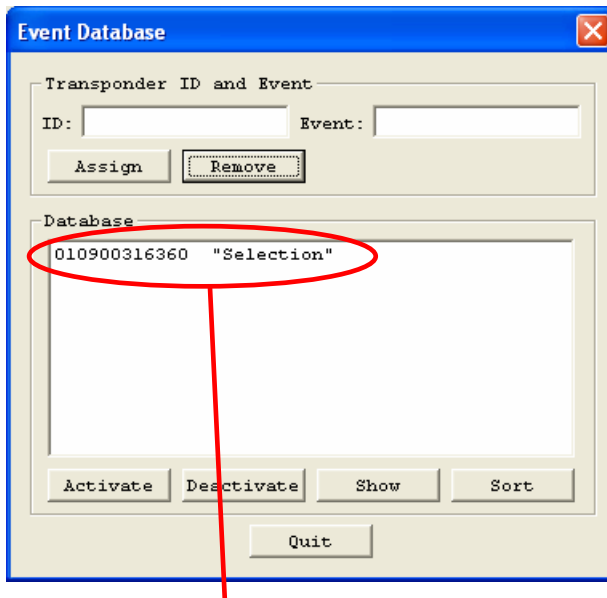 Event Database
Transponder ID and Event
ID: Event:
Assign Remove
Database
010900316360 "Selection"
Activate Deactivate Show Sort
Quit